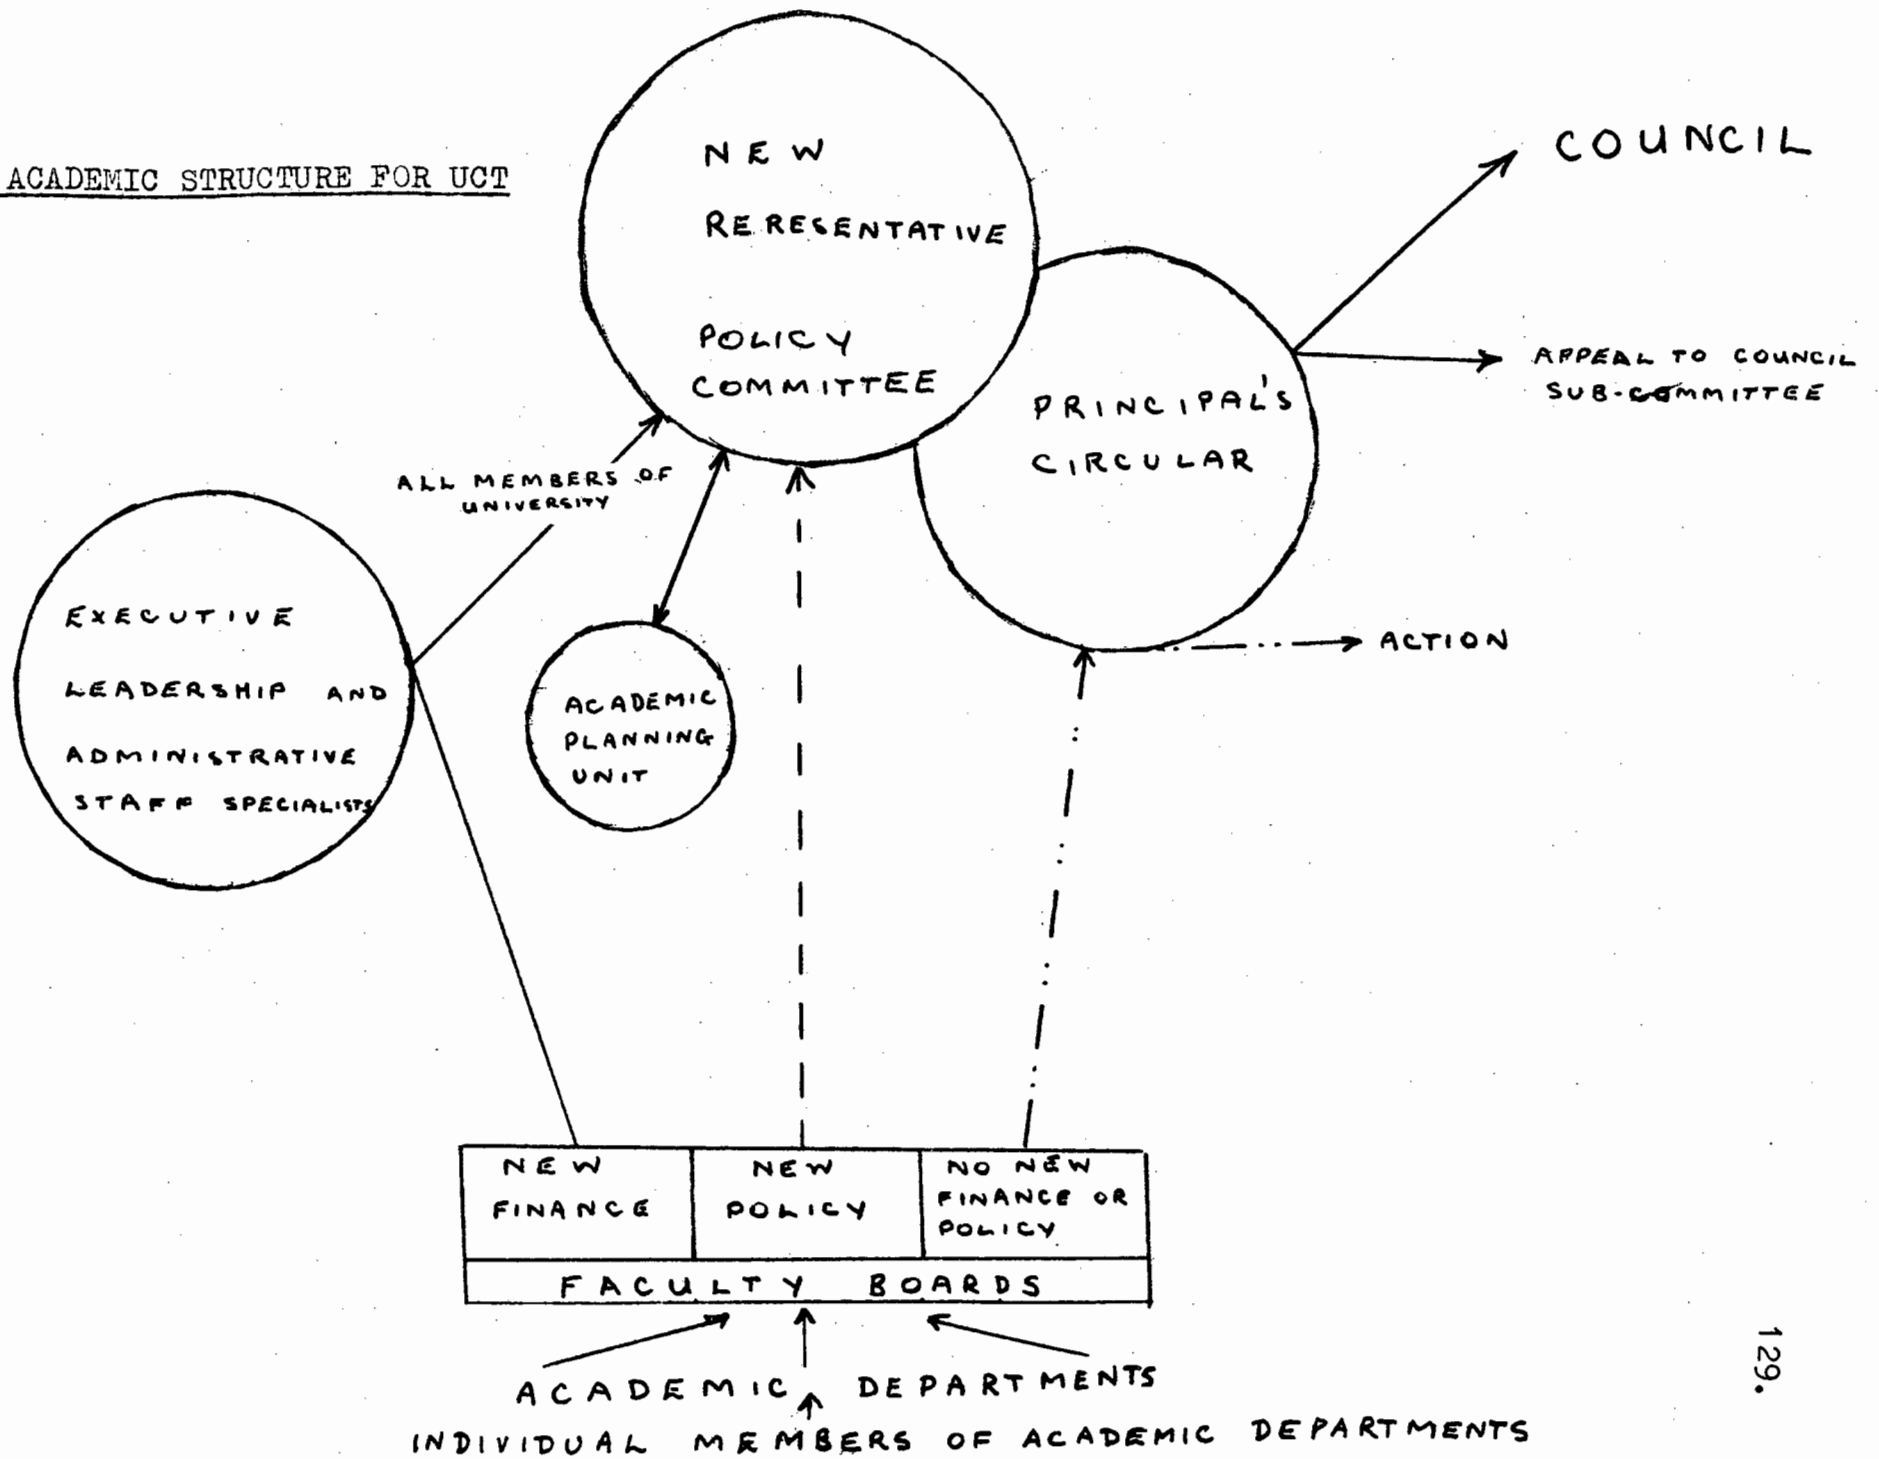 ACADEMIC STRUCTURE FOR UCT
NEW
RERESENTATIVE
POLICY
COMMITTEE
COUNCIL
APPEAL TO COUNCIL
SUB-COMMITTEE
PRINCIPAL'S
CIRCULAR
ALL MEMBERS OF
UNIVERSITY
EXECUTIVE
LEADERSHIP AND
ADMINISTRATIVE
STAFF SPECIALISTS
ACADEMIC
PLANNING
UNIT
ACTION
NEW
FINANCE
NEW
POLICY
NO NEW
FINANCE OR
POLICY
FACULTY BOARDS
ACADEMIC DEPARTMENTS
INDIVIDUAL MEMBERS OF ACADEMIC DEPARTMENTS
129.